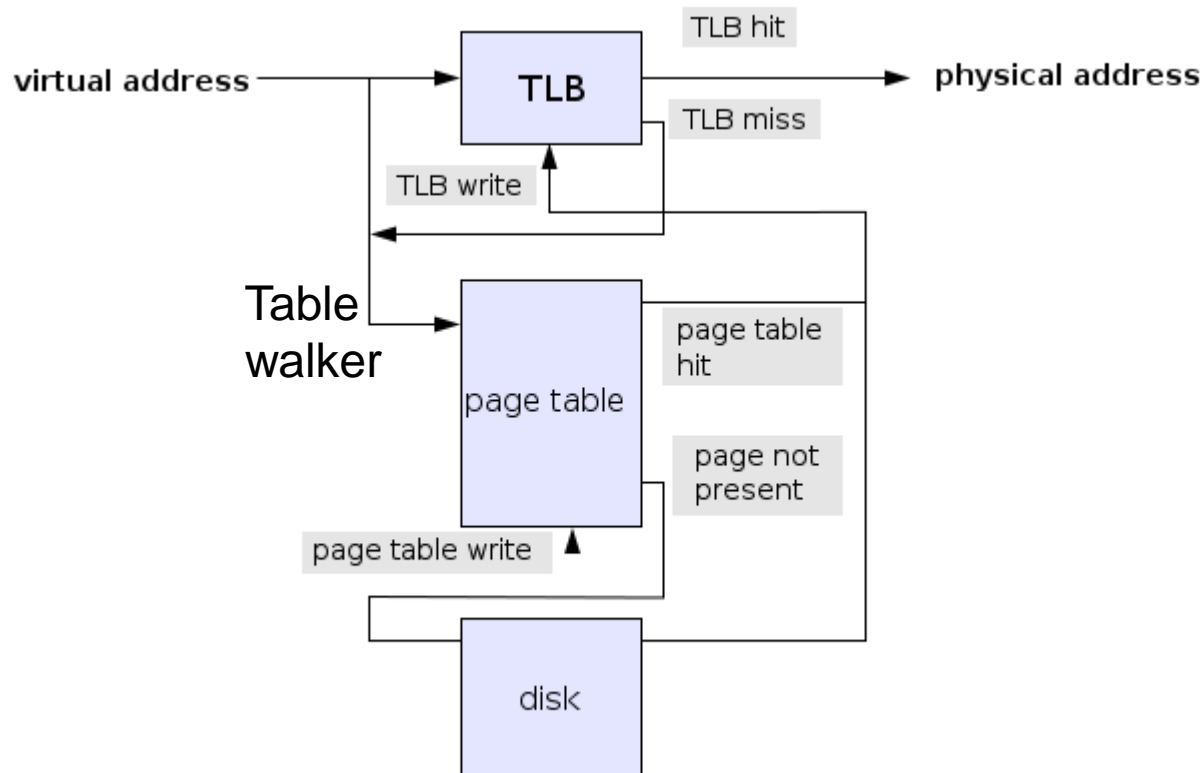 TLB hit
virtual address
TLB
physical address
TLB miss
TLB write
Table
walker
page table
hit
page table
page not
present
page table write
disk